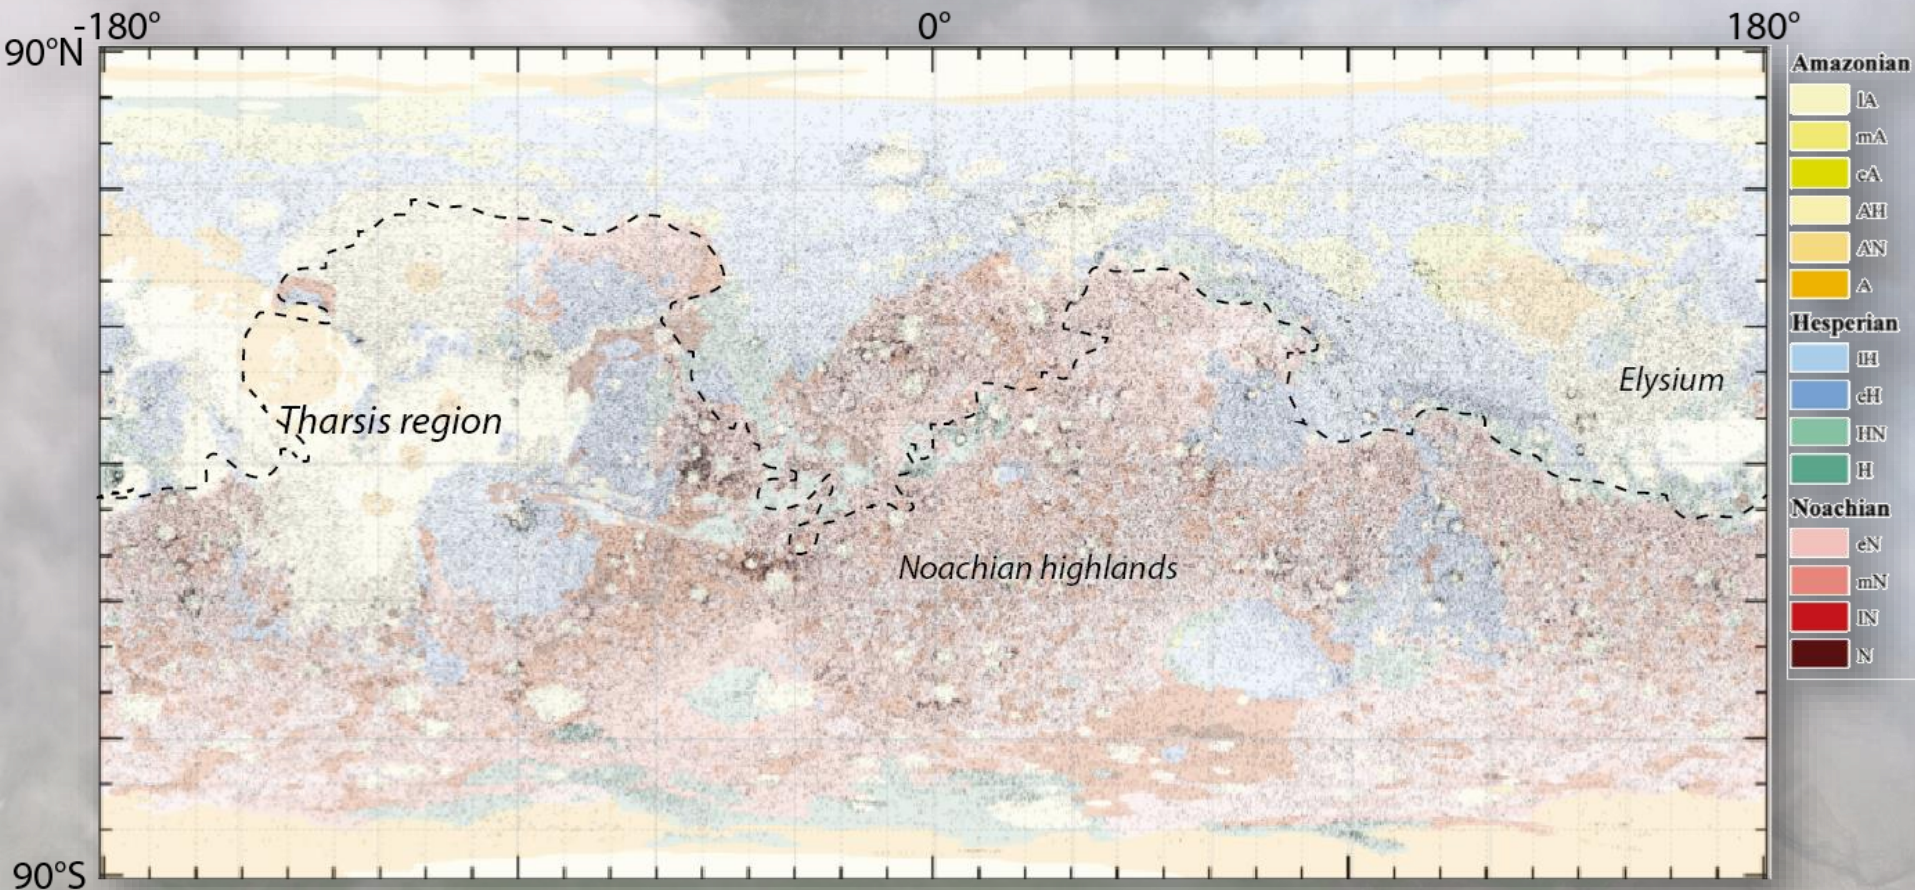 -180°
0°
180°
90°N
Tharsis region
Elysium
Noachian highlands
90°S
Amazonian
lA
mA
eA
AH
AN
A
Hesperian
lH
eH
HN
H
Noachian
eN
mN
lN
N